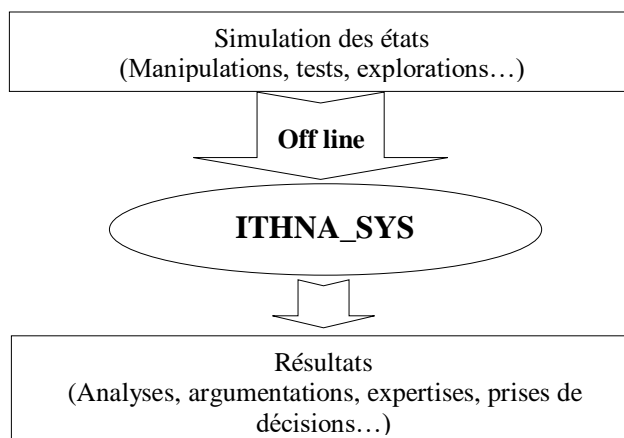 Simulation des états
(Manipulations, tests, explorations…)
Off line
ITHNA_SYS
Résultats
(Analyses, argumentations, expertises, prises de
décisions…)